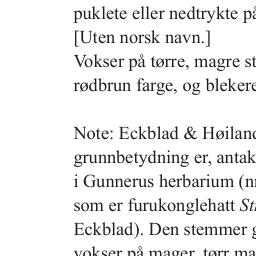 puklete eller nedtrykte på
[Uten norsk navn.]
Vokser på tørre, magre st
rødbrun farge, og blekere
Note: Eckblad & Høiland
grunnbetydning er, antak
i Gunnerus herbarium (nr
som er furukonglehatt St
Eckblad). Den stemmer g
vokser på mager, tørr ma